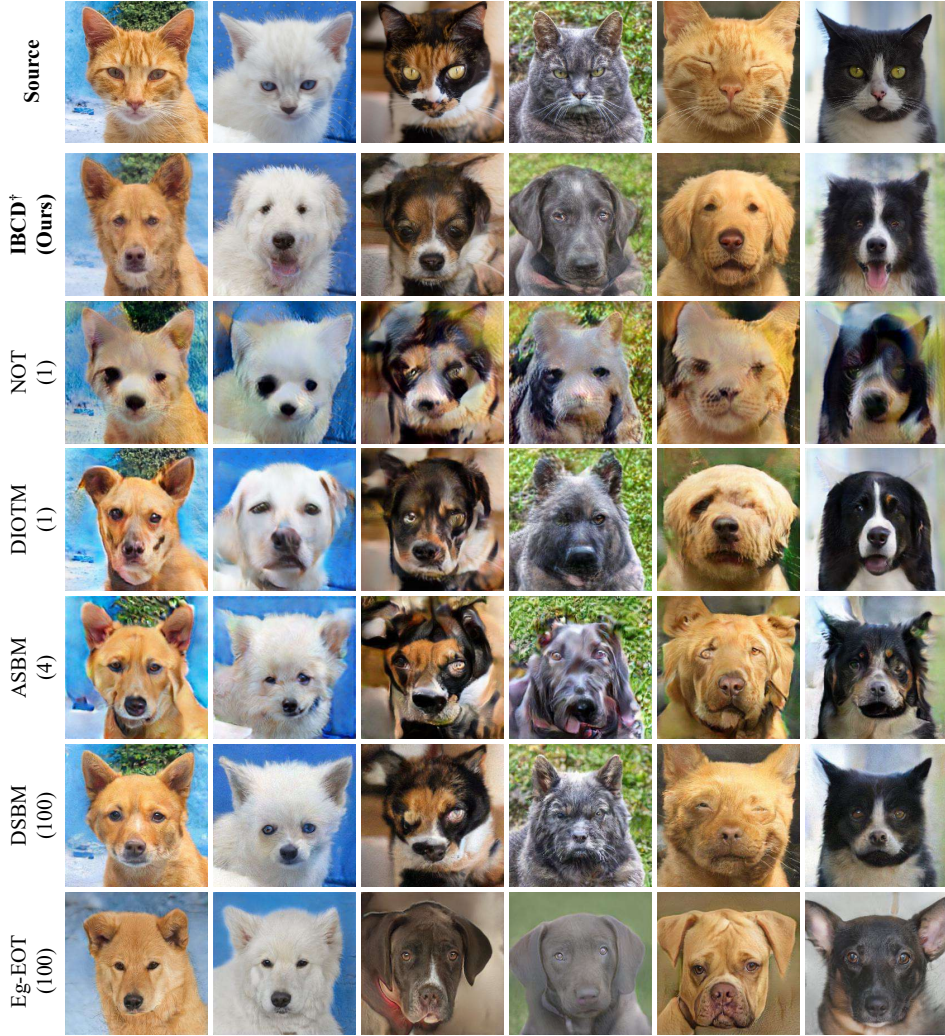 Source
IBCD†
(Ours)
NOT
(1)
DIOTM
(1)
ASBM
(4)
DSBM
(100)
Eg-EOT
(100)